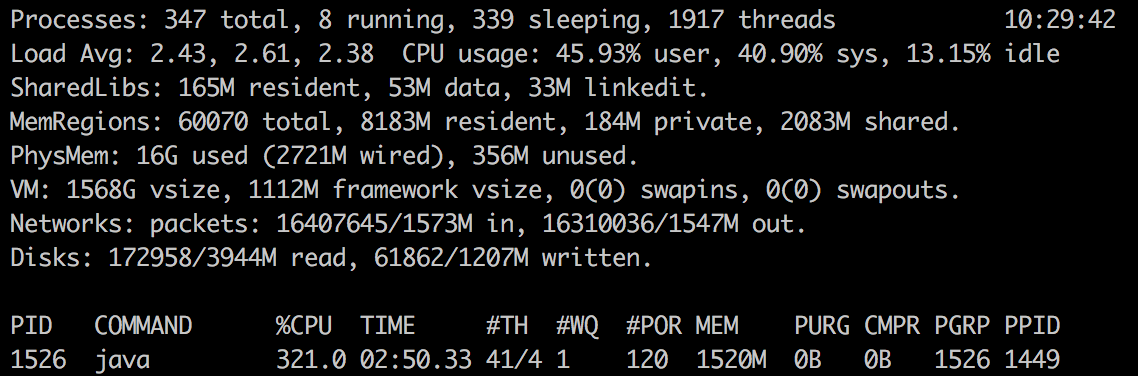 Processes: 347 total, 8 running, 339 sleeping, 1917 threads 10:29:42
Load Avg: 2.43, 2.61, 2.38 CPU usage: 45.93% user, 40.90% sys, 13.15% idle
SharedLibs: 165M resident, 53M data, 33M linkedit.
MemRegions: 60070 total, 8183M resident, 184M private, 2083M shared.
PhysMem: 16G used (2721M wired), 356M unused.
VM: 1568G vsize, 1112M framework vsize, 0(0) swapins, 0(0) swapouts.
Networks: packets: 16407645/1573M in, 16310036/1547M out.
Disks: 172958/3944M read, 61862/1207M written.
PID COMMAND %CPU TIME #TH #WQ #POR MEM PURG CMPR PGRP PPID
1526 java 321.0 02:50.33 41/4 1 120 1520M 0B 0B 1526 1449